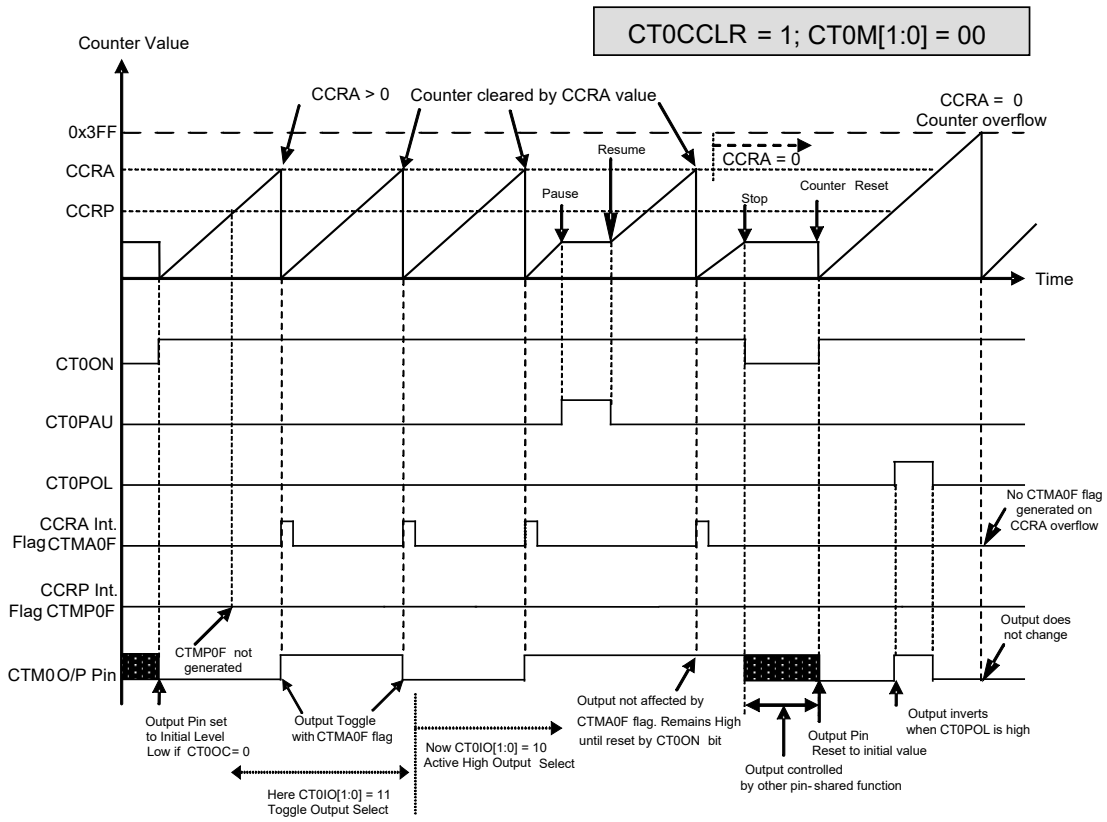 CT0CCLR = 1; CT0M[1:0] = 00
Counter Value
CCRA > 0
Counter cleared by CCRA value
CCRA = 0
Counter overflow
0x3FF
CCRA
CCRP
Resume
CCRA = 0
Pause
Stop
Counter Reset
Time
CT0ON
CT0PAU
CT0POL
CCRA Int.
Flag CTMA0F
CCRP Int.
Flag CTMP0F
CTM0 O/P Pin
No CTMA0F flag
generated on
CCRA overflow
CTMP0F not
generated
Output does
not change
Output Pin set
to Initial Level
Low if CT0OC= 0
Output Toggle
with CTMA0F flag
Now CT0IO[1:0] = 10
Active High Output Select
Output not affected by
CTMA0F flag. Remains High
until reset by CT0ON bit
Output Pin
Reset to initial value
Output inverts
when CT0POL is high
Output controlled
by other pin-shared function
Here CT0IO[1:0] = 11
Toggle Output Select